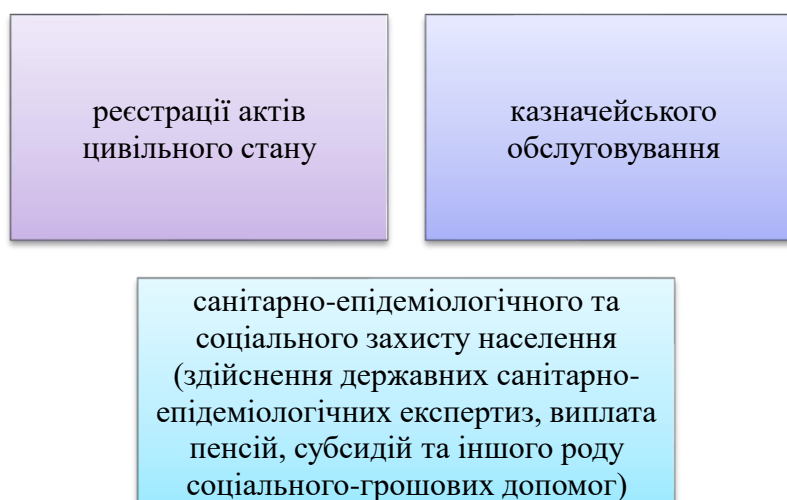 реєстрації актів
цивільного стану
казначейського
обслуговування
санітарно-епідеміологічного та
соціального захисту населення
(здійснення державних санітарно-
епідеміологічних експертиз, виплата
пенсій, субсидій та іншого роду
соціального-грошових допомог)